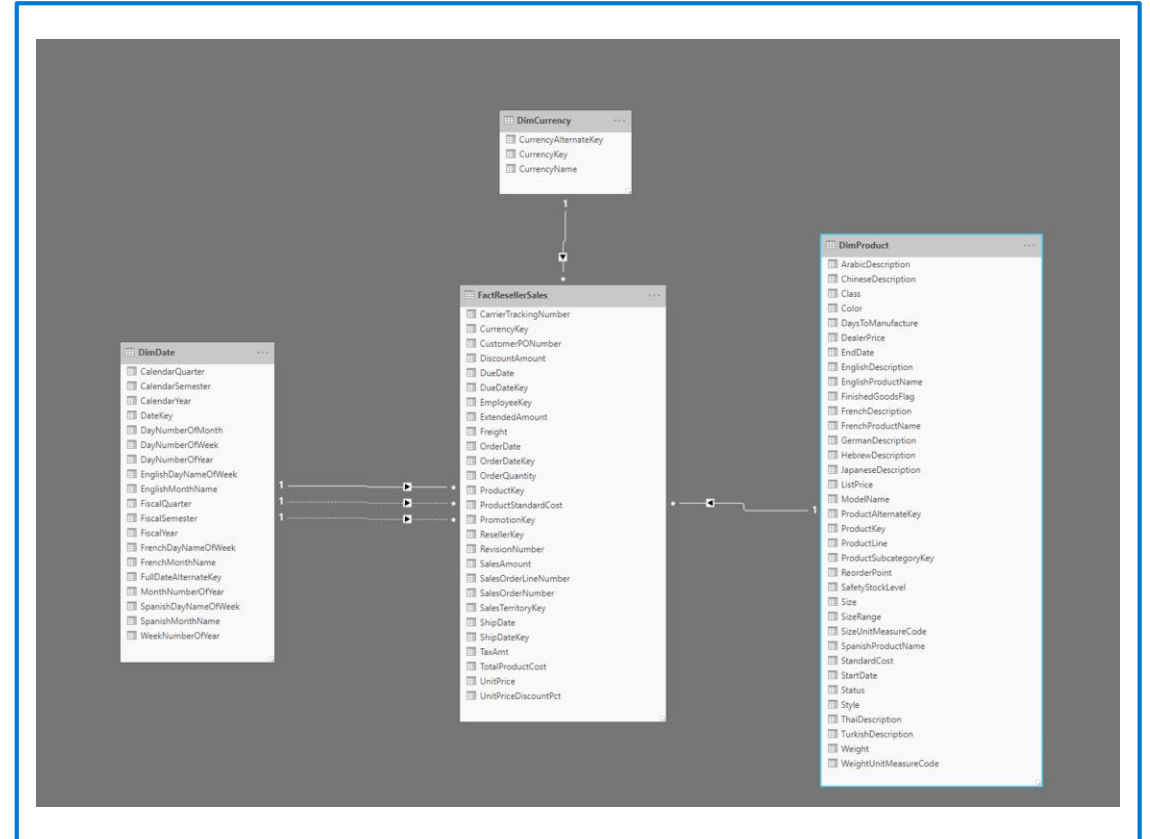 DimCurrency ...
CurrencyAlternateKey
CurrencyKey
CurrencyName
1
DimProduct ...
ArabicDescription
ChineseDescription
Class
Color
DaysToManufacture
DealerPrice
EndDate
EnglishDescription
EnglishProductName
FinishedGoodsFlag
FrenchDescription
FrenchProductName
GermanDescription
HebrewDescription
JapaneseDescription
ListPrice
ModelName
ProductAlternateKey
ProductKey
ProductLine
ProductSubcategoryKey
ReorderPoint
SafetyStockLevel
Size
SizeRange
SizeUnitMeasureCode
SpanishProductName
StandardCost
StartDate
Status
Style
ThaiDescription
TurkishDescription
Weight
WeightUnitMeasureCode
1
*
FactResellerSales ...
CarrierTrackingNumber
CurrencyKey
CustomerPONumber
DiscountAmount
DueDate
DueDateKey
EmployeeKey
ExtendedAmount
Freight
OrderDate
OrderDateKey
OrderQuantity
ProductKey
ProductStandardCost
PromotionKey
ResellerKey
RevisionNumber
SalesAmount
SalesOrderLineNumber
SalesOrderNumber
SalesTerritoryKey
ShipDate
ShipDateKey
TaxAmt
TotalProductCost
UnitPrice
UnitPriceDiscountPct
*
DimDate ...
CalendarQuarter
CalendarSemester
CalendarYear
DateKey
DayNumberOfMonth
DayNumberOfWeek
DayNumberOfYear
EnglishDayNameOfWeek
EnglishMonthName
FiscalQuarter
FiscalSemester
FiscalYear
FrenchDayNameOfWeek
FrenchMonthName
FullDateAlternateKey
MonthNumberOfYear
SpanishDayNameOfWeek
SpanishMonthName
WeekNumberOfYear
1 *
1 *
1 *